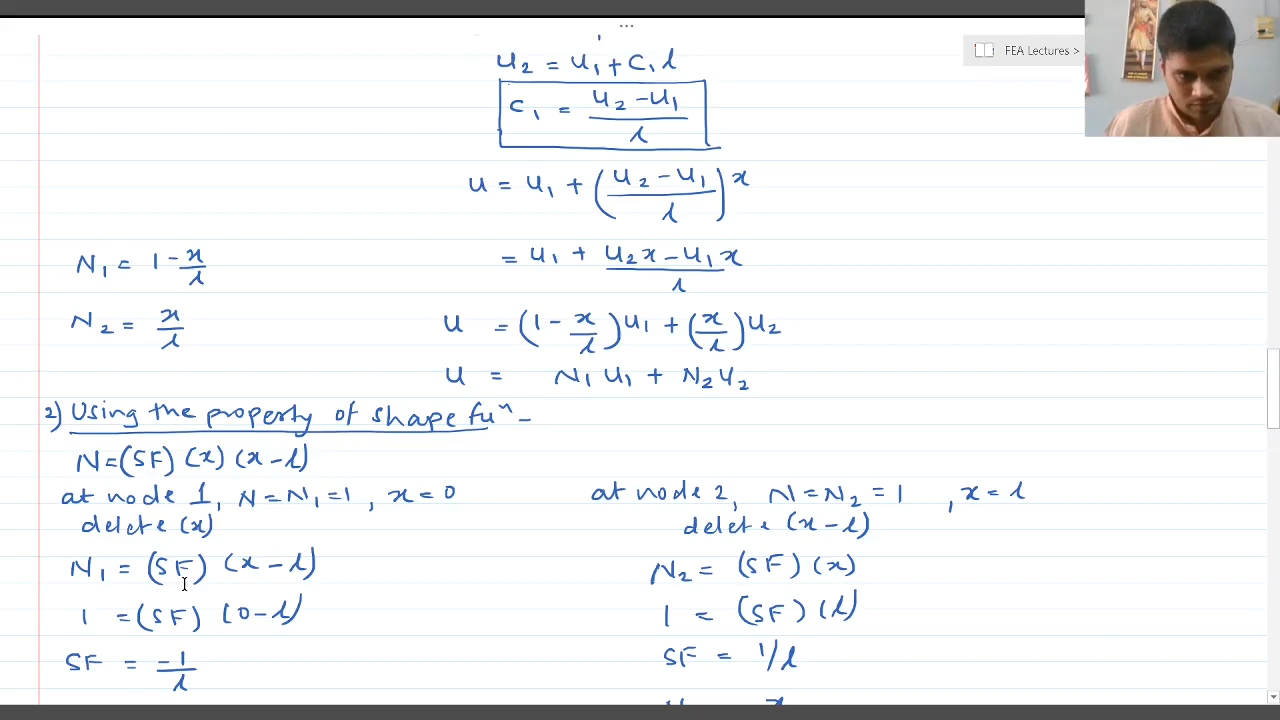 FEA Lectures >
u₂ = u₁ + c₁ l
c₁ = (u₂ - u₁)/l
u = u₁ + ((u₂ - u₁)/l) x
N₁ = 1 - x/l
= u₁ + (u₂x - u₁x)/l
N₂ = x/l
u = (1 - x/l) u₁ + (x/l) u₂
u = N₁ u₁ + N₂ u₂
2) Using the property of shape fuⁿ -
N = (SF) (x) (x - l)
at node 1, N = N₁ = 1, x = 0
delete (x)
N₁ = (SF) (x - l)
1 = (SF) (0 - l)
SF = -1/l
at node 2, N = N₂ = 1, x = l
delete (x - l)
N₂ = (SF) (x)
1 = (SF) (l)
SF = 1/l